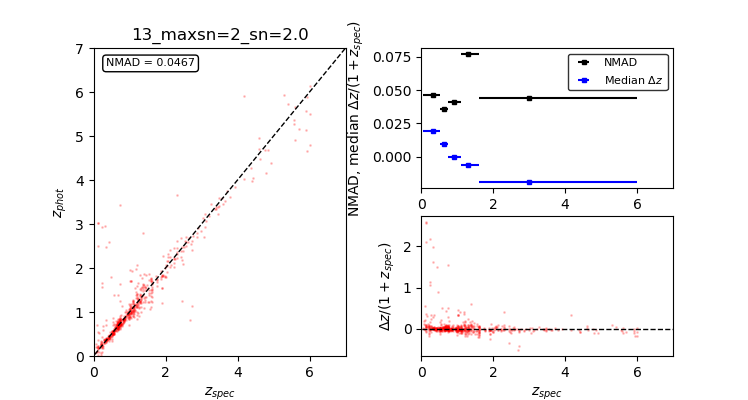 13_maxsn=2_sn=2.0
NMAD = 0.0467
7
6
5
4
3
2
1
0
z_phot
0 2 4 6
z_spec
NMAD, median Δz/(1 + z_spec)
0.075
0.050
0.025
0.000
NMAD
Median Δz
0 2 4 6
Δz/(1 + z_spec)
2
1
0
0 2 4 6
z_spec